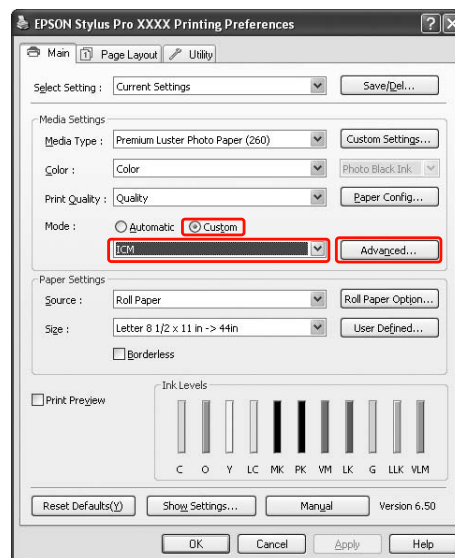 EPSON Stylus Pro XXXX Printing Preferences
Main Page Layout Utility
Select Setting : Current Settings Save/Del...
Media Settings
Media Type : Premium Luster Photo Paper (260) Custom Settings...
Color : Color Photo Black Ink
Print Quality : Quality Paper Config...
Mode : Automatic Custom
ICM Advanced...
Paper Settings
Source : Roll Paper Roll Paper Option...
Size : Letter 8 1/2 x 11 in -> 44in User Defined...
Borderless
Print Preview
Ink Levels
C O Y LC MK PK VM LK G LLK VLM
Reset Defaults(Y) Show Settings... Manual Version 6.50
OK Cancel Apply Help